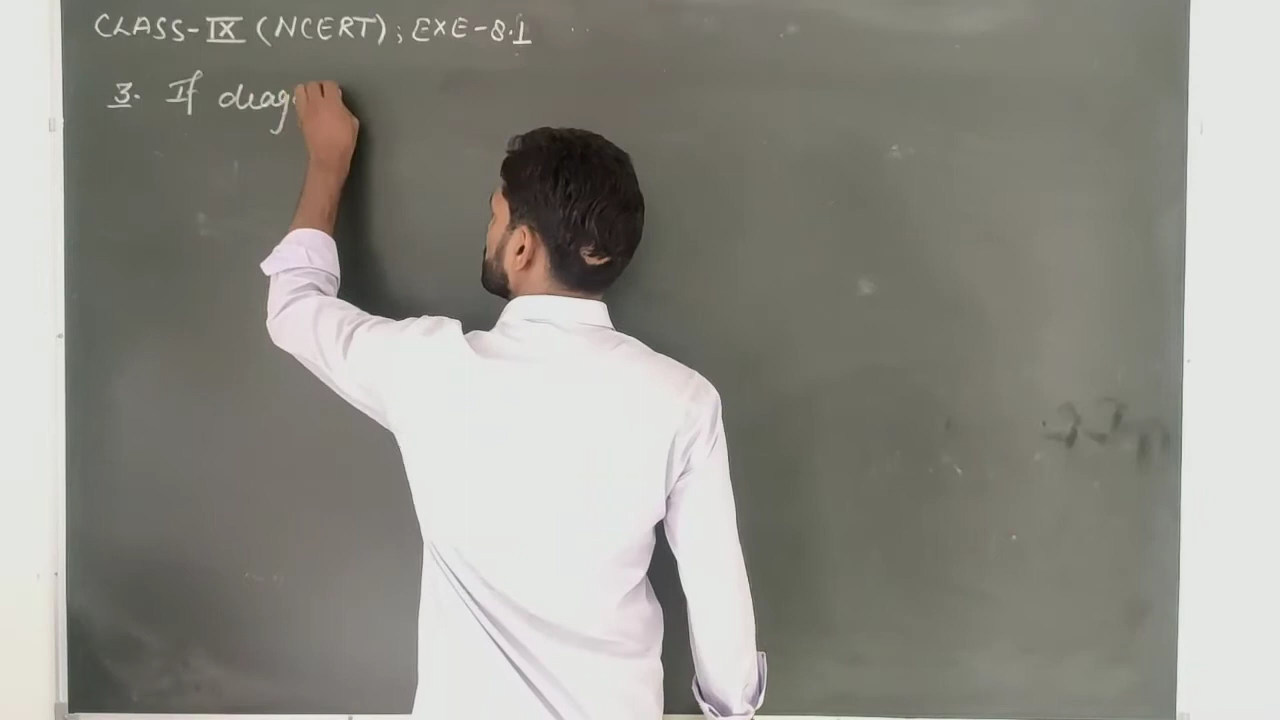 CLASS-IX (NCERT); EXE-8.1
3. If diag